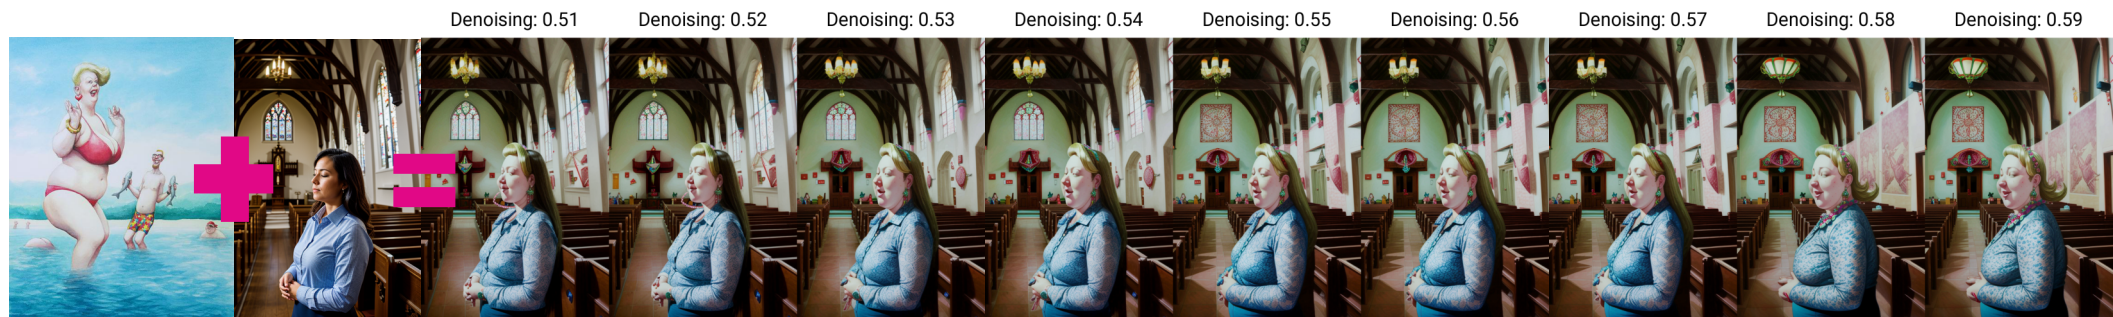 Denoising: 0.51
Denoising: 0.52
Denoising: 0.53
Denoising: 0.54
Denoising: 0.55
Denoising: 0.56
Denoising: 0.57
Denoising: 0.58
Denoising: 0.59